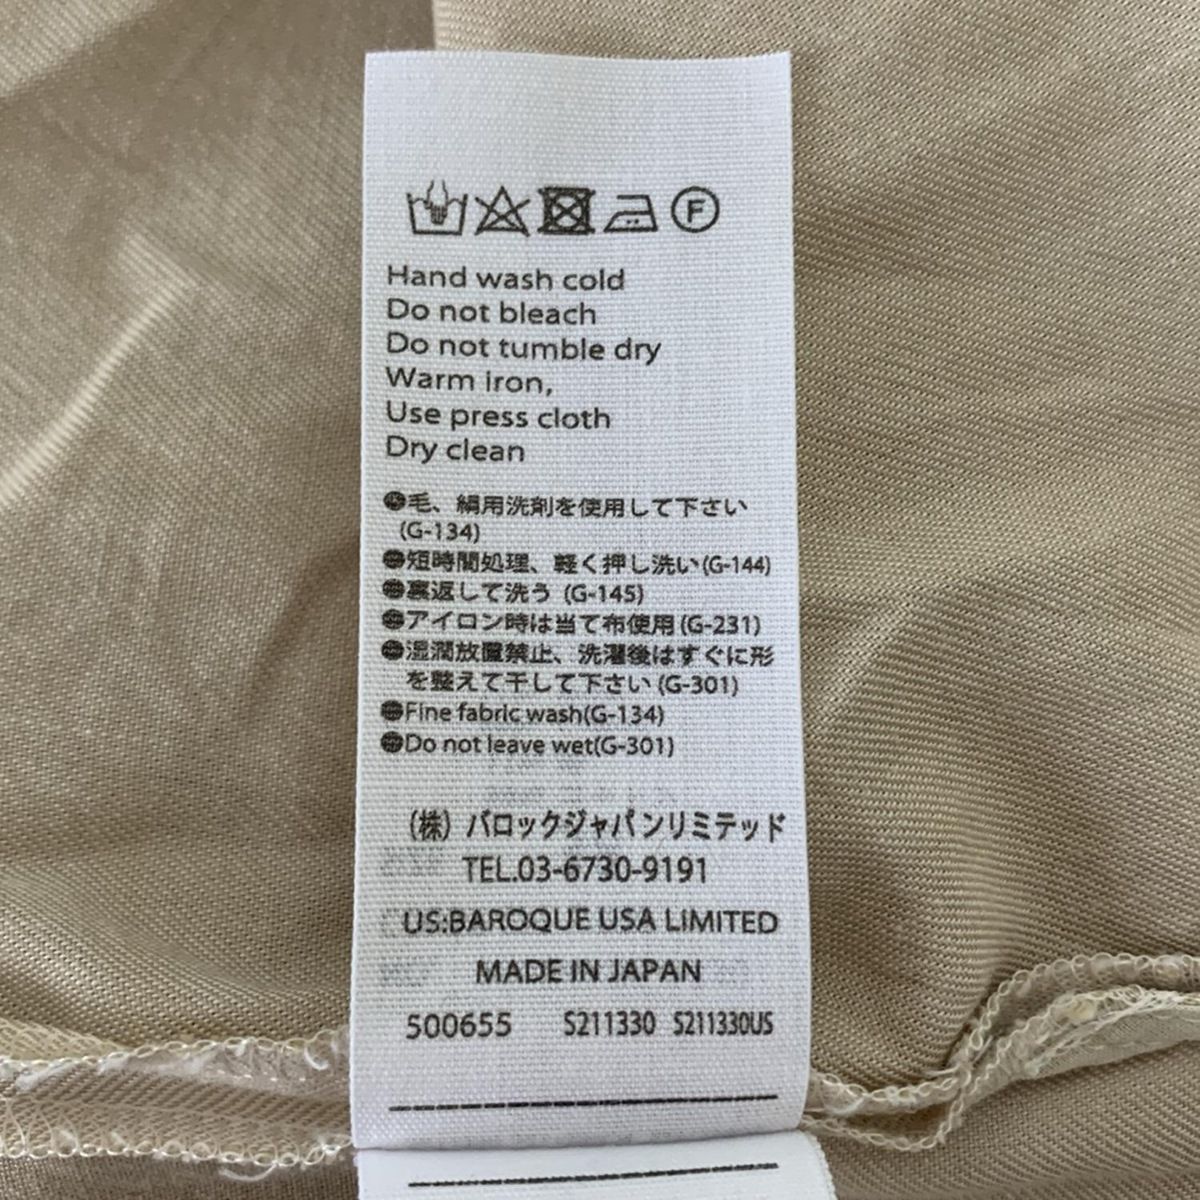 F
Hand wash cold
Do not bleach
Do not tumble dry
Warm iron,
Use press cloth
Dry clean
●毛、絹用洗剤を使用して下さい
(G-134)
●短時間処理、軽く押し洗い(G-144)
●裏返して洗う (G-145)
●アイロン時は当て布使用(G-231)
●湿潤放置禁止、洗濯後はすぐに形
を整えて干して下さい (G-301)
●Fine fabric wash(G-134)
●Do not leave wet(G-301)
(株) バロックジャパンリミテッド
TEL.03-6730-9191
US:BAROQUE USA LIMITED
MADE IN JAPAN
500655 S211330 S211330US